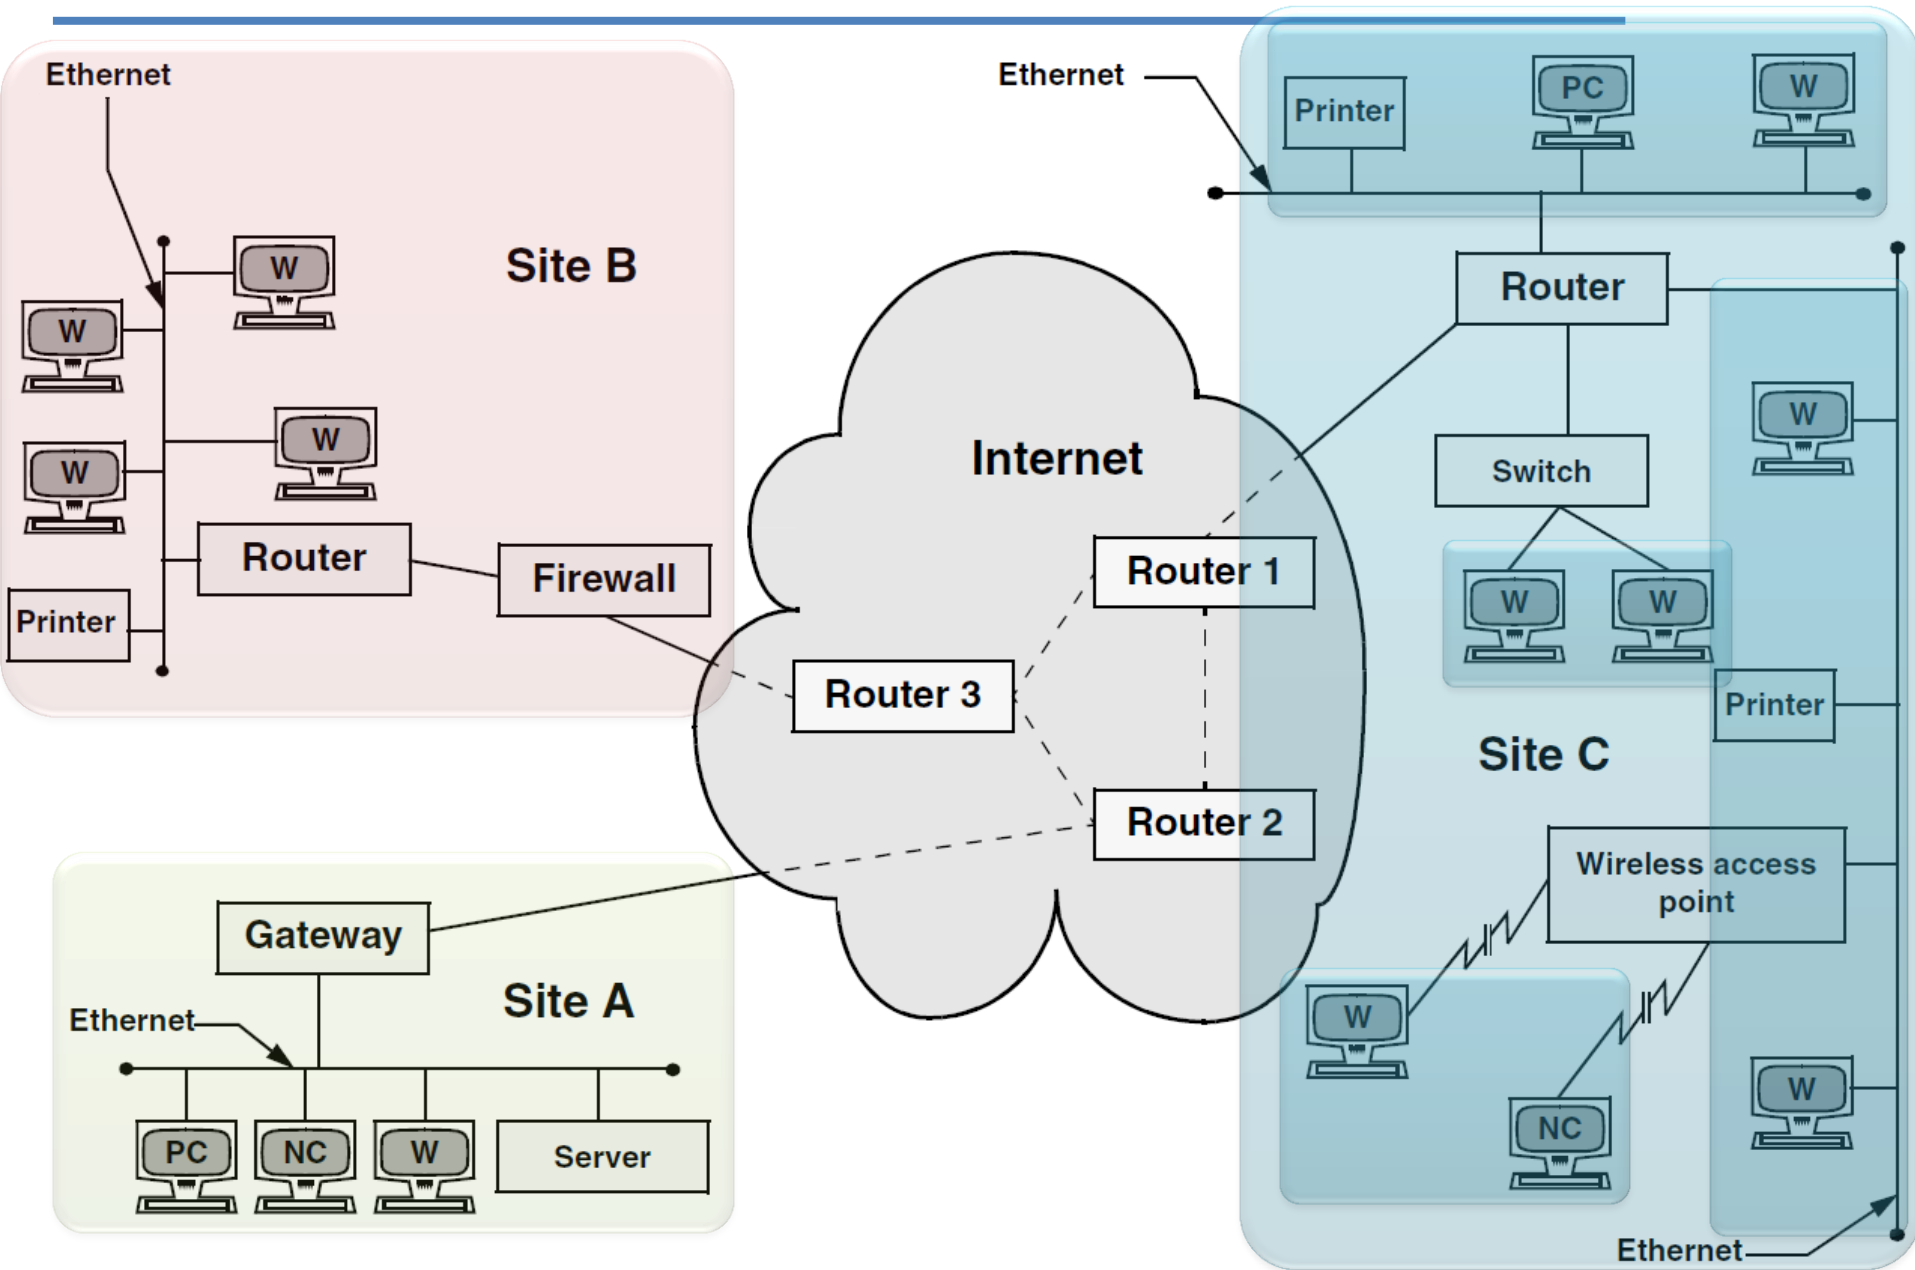 Ethernet
Site B
W
W
W
W
Router
Firewall
Printer
Internet
Router 1
Router 3
Router 2
Gateway
Site A
Ethernet
PC
NC
W
Server
Ethernet
Printer
PC
W
Router
Switch
W
W
W
Printer
Site C
Wireless access
point
W
NC
W
Ethernet